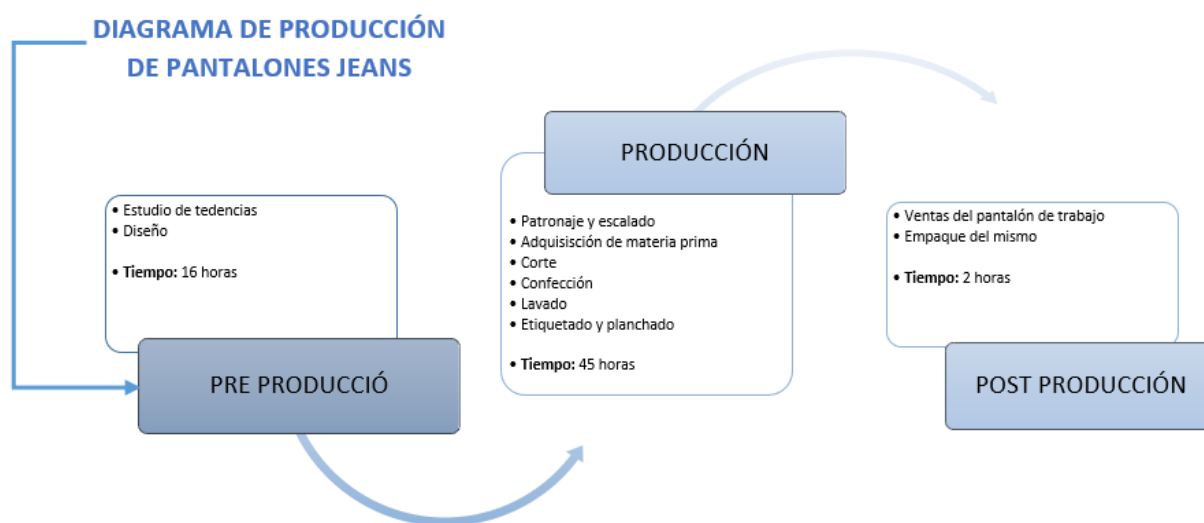 DIAGRAMA DE PRODUCCIÓN
DE PANTALONES JEANS
• Estudio de tedencias
• Diseño
• Tiempo: 16 horas
PRE PRODUCCIÓ
PRODUCCIÓN
• Patronaje y escalado
• Adquisisción de materia prima
• Corte
• Confección
• Lavado
• Etiquetado y planchado
• Tiempo: 45 horas
• Ventas del pantalón de trabajo
• Empaque del mismo
• Tiempo: 2 horas
POST PRODUCCIÓN